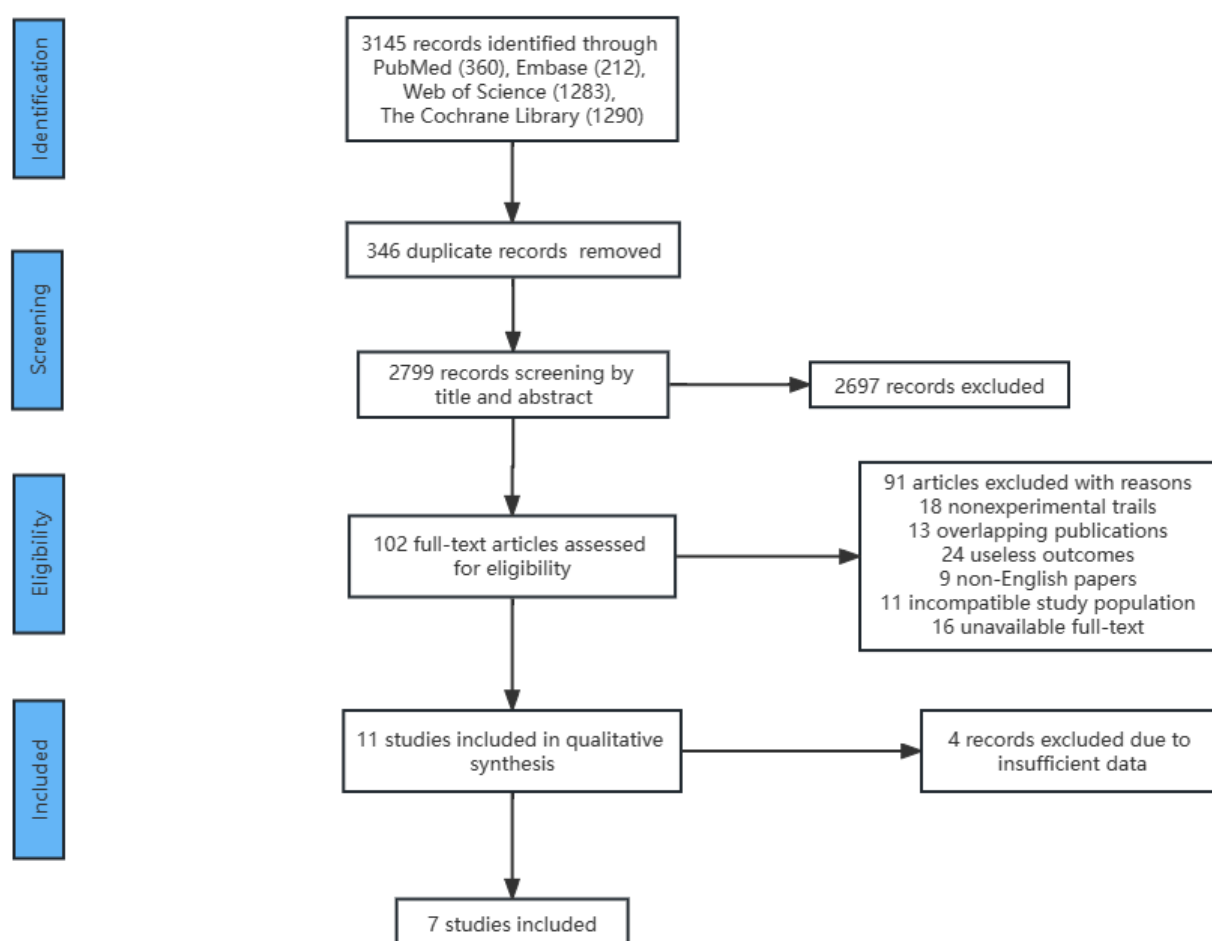 Identification
3145 records identified through
PubMed (360), Embase (212),
Web of Science (1283),
The Cochrane Library (1290)
346 duplicate records  removed
Screening
2799 records screening by
title and abstract
2697 records excluded
Eligibility
102 full-text articles assessed
for eligibility
91 articles excluded with reasons
18 nonexperimental trails
13 overlapping publications
24 useless outcomes
9 non-English papers
11 incompatible study population
16 unavailable full-text
Included
11 studies included in qualitative
synthesis
4 records excluded due to
insufficient data
7 studies included